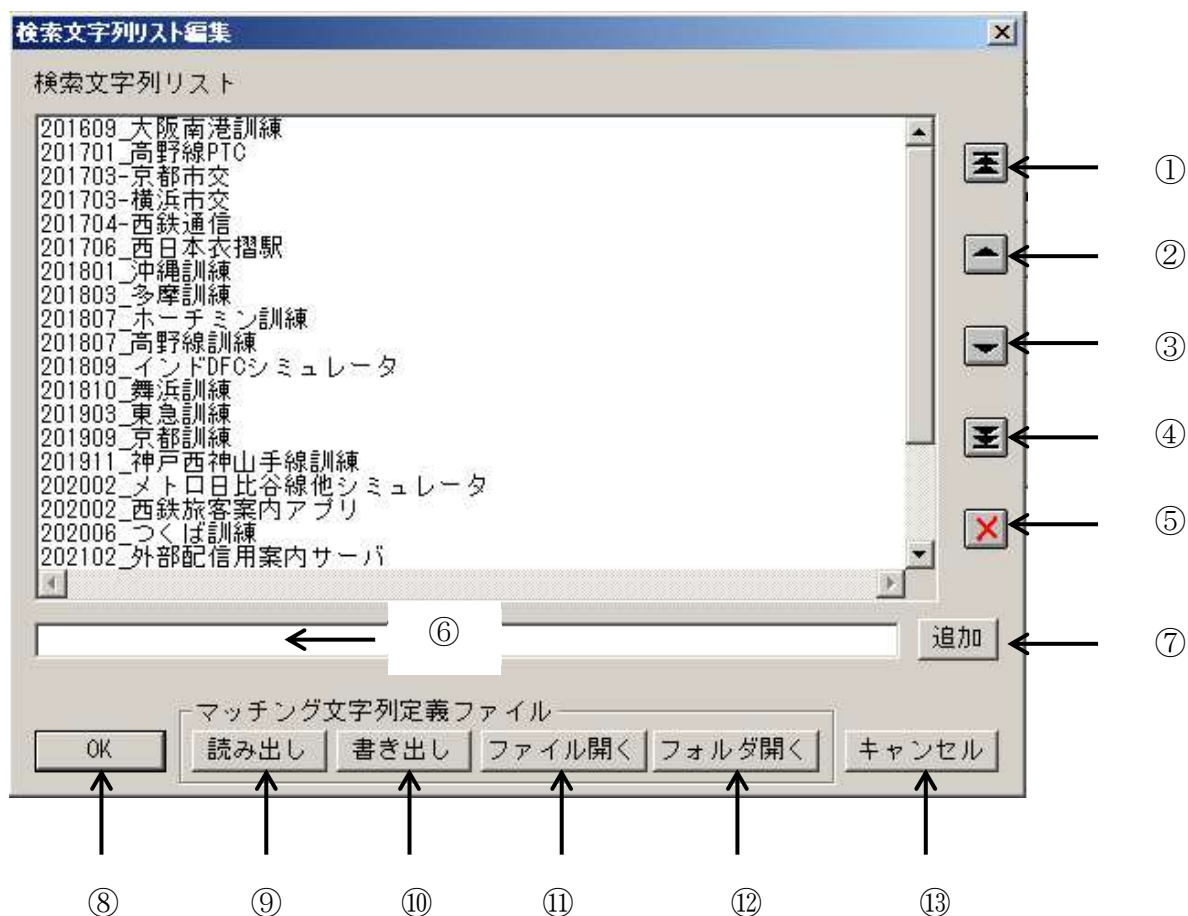 検索文字列リスト編集
検索文字列リスト
201609_大阪南港訓練
201701_高野線PTC
201703-京都市交
201703-横浜市交
201704-西鉄通信
201706_西日本衣摺駅
201801_沖縄訓練
201803_多摩訓練
201807_ホーチミン訓練
201807_高野線訓練
201809_インドDFCシミュレータ
201810_舞浜訓練
201903_東急訓練
201909_京都訓練
201911_神戸西神山手線訓練
202002_メトロ日比谷線他シミュレータ
202002_西鉄旅客案内アプリ
202006_つくば訓練
202102_外部配信用案内サーバ
①
②
③
④
⑤
⑥
追加
⑦
マッチング文字列定義ファイル
OK 読み出し 書き出し ファイル開く フォルダ開く キャンセル
⑧ ⑨ ⑩ ⑪ ⑫ ⑬